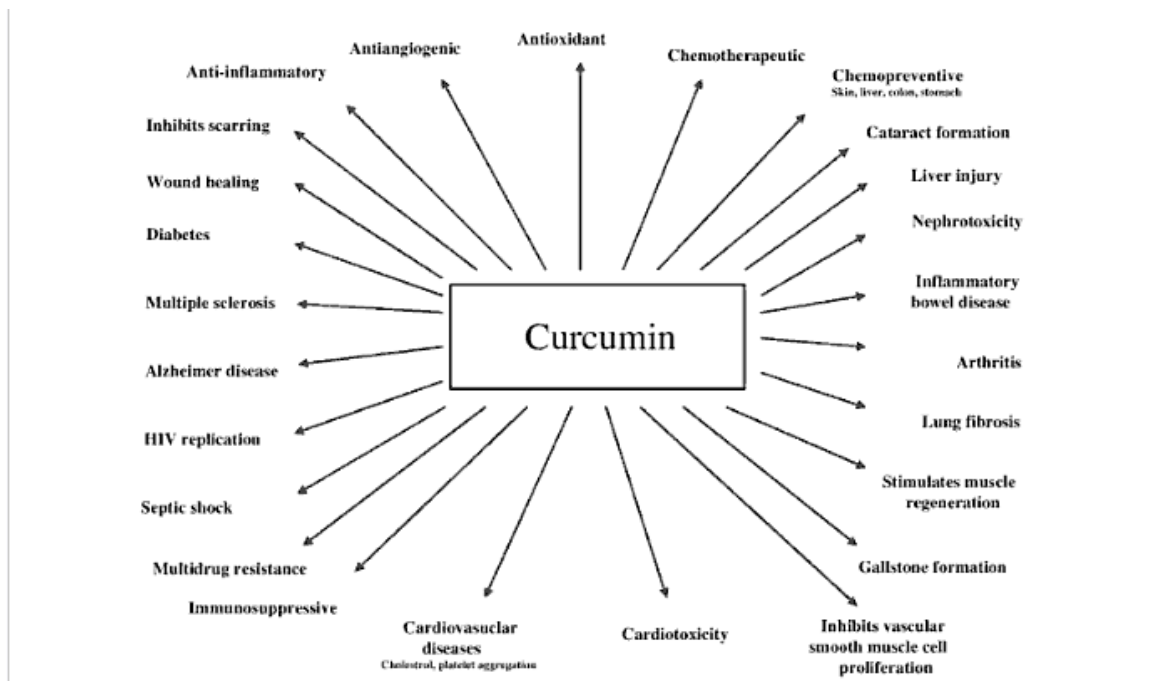 Antioxidant
Antiangiogenic
Chemotherapeutic
Anti-inflammatory
Chemopreventive
Skin, liver, colon, stomach
Inhibits scarring
Cataract formation
Wound healing
Liver injury
Diabetes
Nephrotoxicity
Multiple sclerosis
Inflammatory
bowel disease
Curcumin
Alzheimer disease
Arthritis
HIV replication
Lung fibrosis
Septic shock
Stimulates muscle
regeneration
Multidrug resistance
Gallstone formation
Immunosuppressive
Cardiovasuclar
diseases
Cholestrol, platelet aggregation
Cardiotoxicity
Inhibits vascular
smooth muscle cell
proliferation